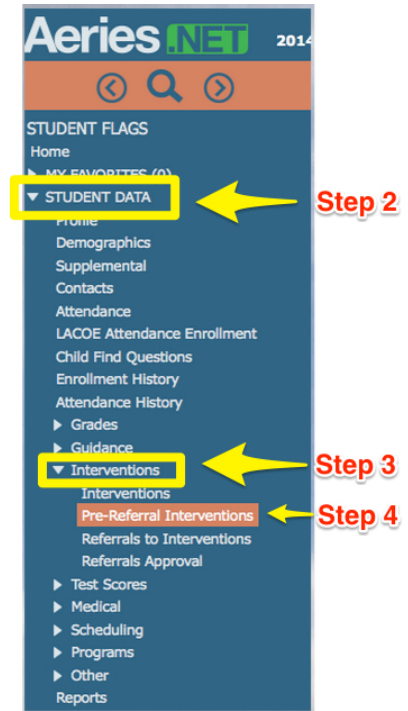 Aeries.NET 2014
STUDENT FLAGS
Home
▶ MY FAVORITES (0)
▼ STUDENT DATA
Step 2
Profile
Demographics
Supplemental
Contacts
Attendance
LACOE Attendance Enrollment
Child Find Questions
Enrollment History
Attendance History
▶ Grades
▶ Guidance
▼ Interventions
Step 3
Interventions
Pre-Referral Interventions
Step 4
Referrals to Interventions
Referrals Approval
▶ Test Scores
▶ Medical
▶ Scheduling
▶ Programs
▶ Other
Reports